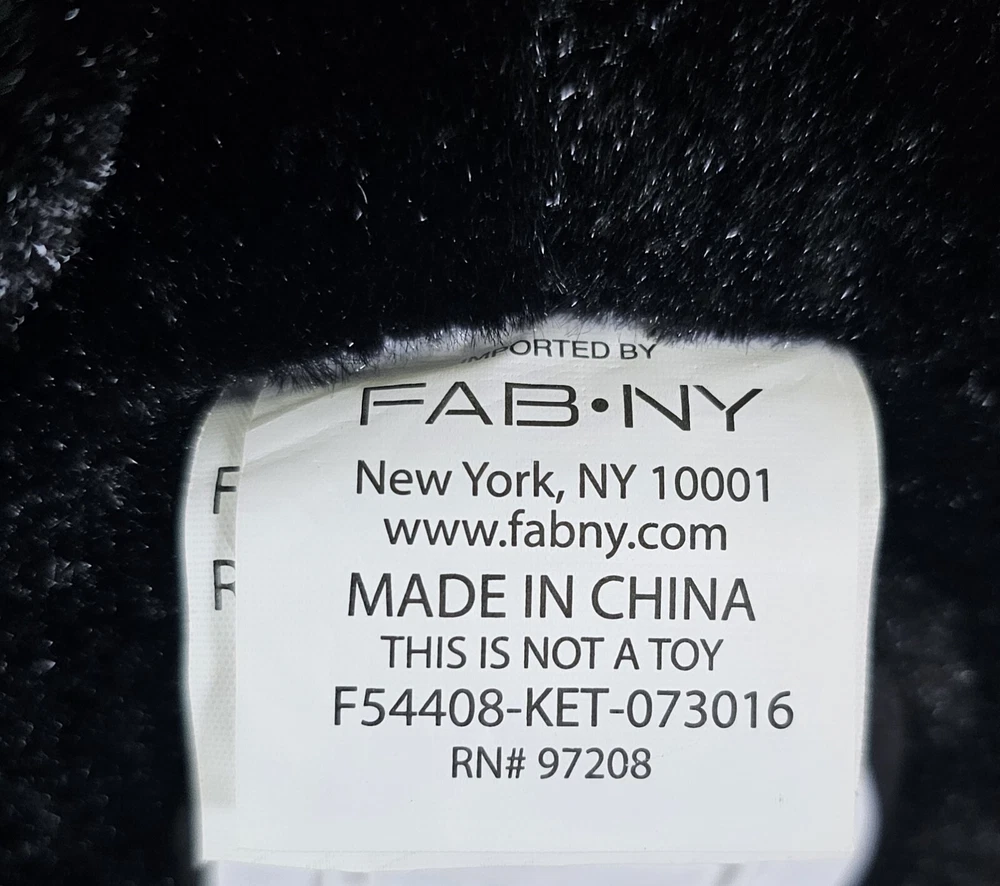 IMPORTED BY
FAB•NY
New York, NY 10001
www.fabny.com
MADE IN CHINA
THIS IS NOT A TOY
F54408-KET-073016
RN# 97208
F
R